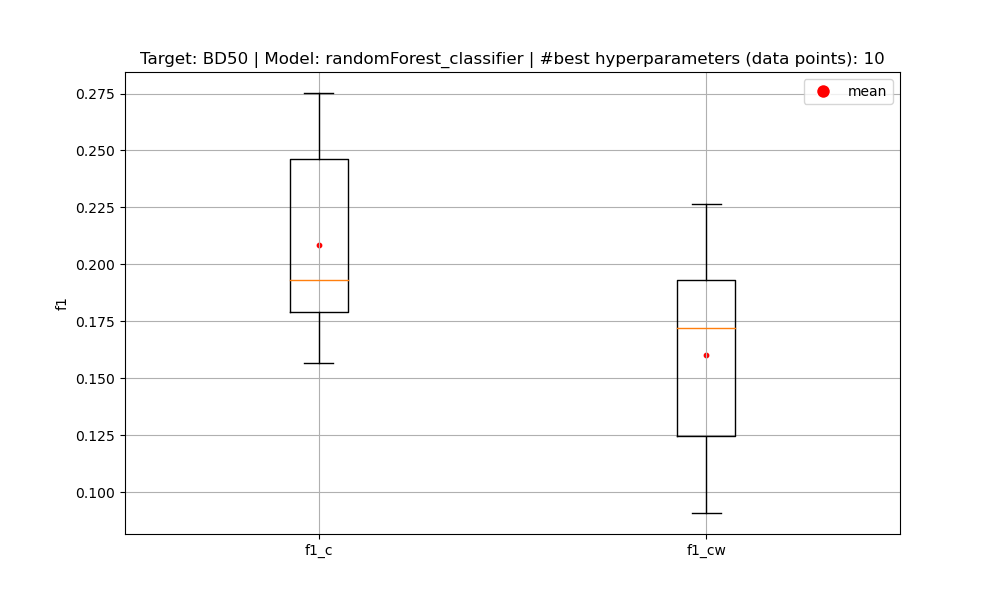 Target: BD50 | Model: randomForest_classifier | #best hyperparameters (data points): 10
mean
0.275
0.250
0.225
0.200
0.175
0.150
0.125
0.100
f1
f1_c
f1_cw